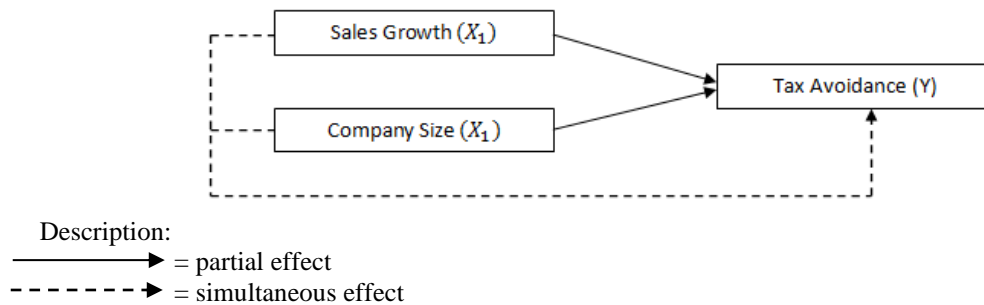 Sales Growth (X₁)
Tax Avoidance (Y)
Company Size (X₁)
Description:
= partial effect
= simultaneous effect